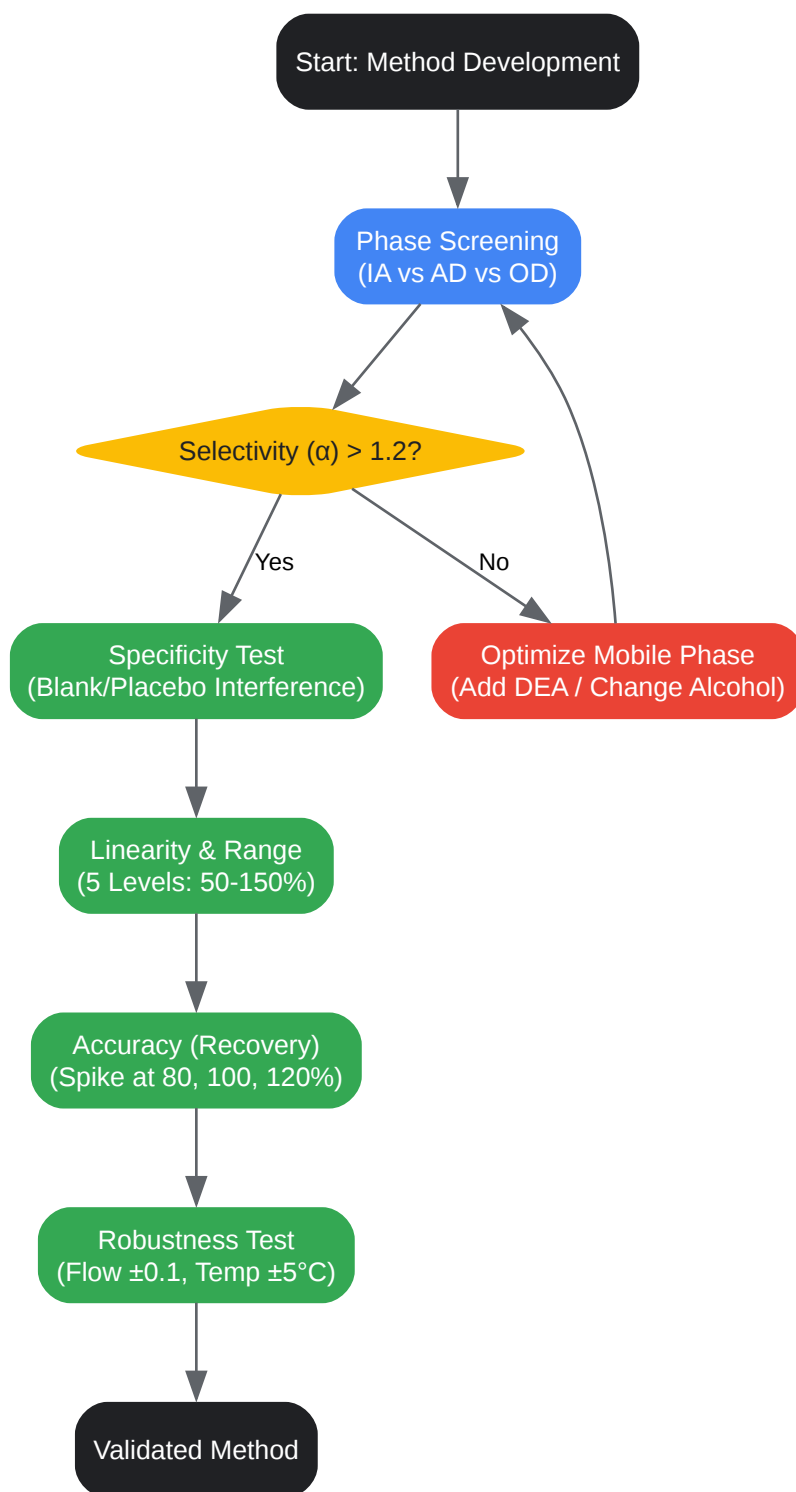 Start: Method Development
Phase Screening
(IA vs AD vs OD)
Selectivity (α) > 1.2?
Yes
No
Specificity Test
(Blank/Placebo Interference)
Optimize Mobile Phase
(Add DEA / Change Alcohol)
Linearity & Range
(5 Levels: 50-150%)
Accuracy (Recovery)
(Spike at 80, 100, 120%)
Robustness Test
(Flow ±0.1, Temp ±5°C)
Validated Method